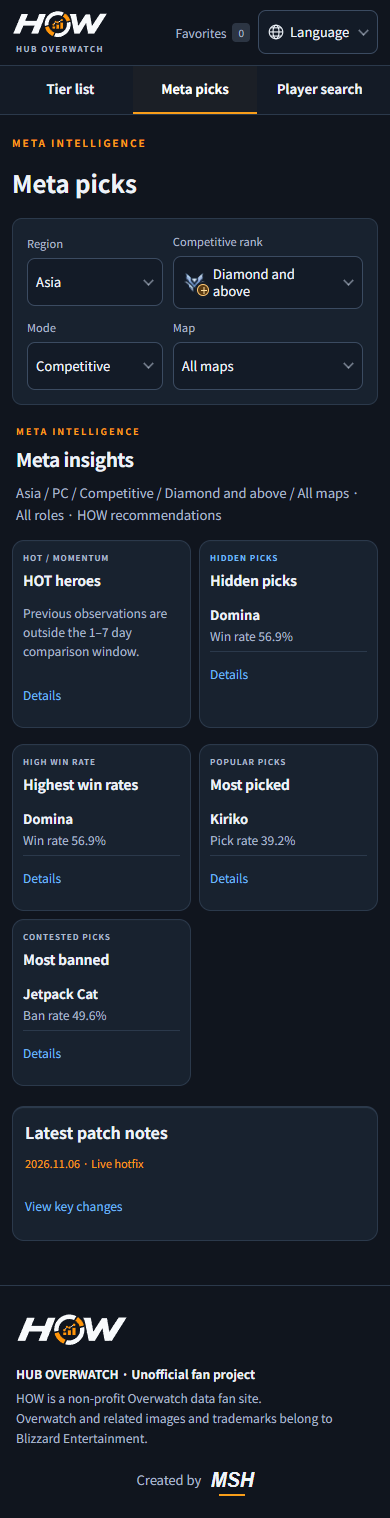 HOW
HUB OVERWATCH
Favorites 0
Language
Tier list
Meta picks
Player search
META INTELLIGENCE
Meta picks
Region
Competitive rank
Asia
Diamond and
above
Mode
Map
Competitive
All maps
META INTELLIGENCE
Meta insights
Asia / PC / Competitive / Diamond and above / All maps ·
All roles · HOW recommendations
HOT / MOMENTUM
HOT heroes
Previous observations are
outside the 1–7 day
comparison window.
Details
HIDDEN PICKS
Hidden picks
Domina
Win rate 56.9%
Details
HIGH WIN RATE
Highest win rates
Domina
Win rate 56.9%
Details
POPULAR PICKS
Most picked
Kiriko
Pick rate 39.2%
Details
CONTESTED PICKS
Most banned
Jetpack Cat
Ban rate 49.6%
Details
Latest patch notes
2026.11.06 · Live hotfix
View key changes
HOW
HUB OVERWATCH · Unofficial fan project
HOW is a non-profit Overwatch data fan site.
Overwatch and related images and trademarks belong to
Blizzard Entertainment.
Created by MSH